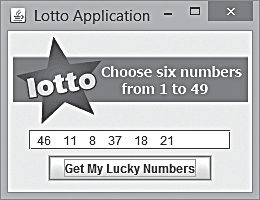 Lotto Application
lotto
Choose six numbers
from 1 to 49
46 11 8 37 18 21
Get My Lucky Numbers